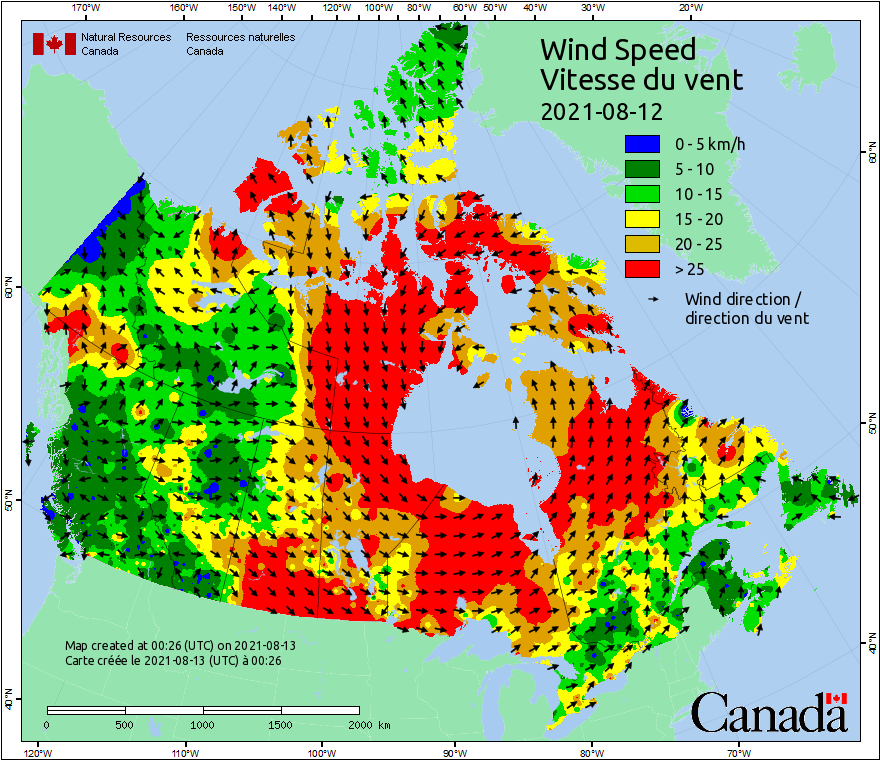 170°W 160°W 150°W 140°W 130°W 120°W 110°W 100°W 90°W 80°W 70°W 60°W 50°W 40°W 30°W 20°W
Natural Resources Canada
Ressources naturelles Canada
Wind Speed
Vitesse du vent
2021-08-12
0 - 5 km/h
5 - 10
10 - 15
15 - 20
20 - 25
> 25
Wind direction /
direction du vent
60°N
60°N
50°N
50°N
40°N
40°N
Map created at 00:26 (UTC) on 2021-08-13
Carte créée le 2021-08-13 (UTC) à 00:26
0 500 1000 1500 2000 km
Canada
120°W 110°W 100°W 90°W 80°W 70°W